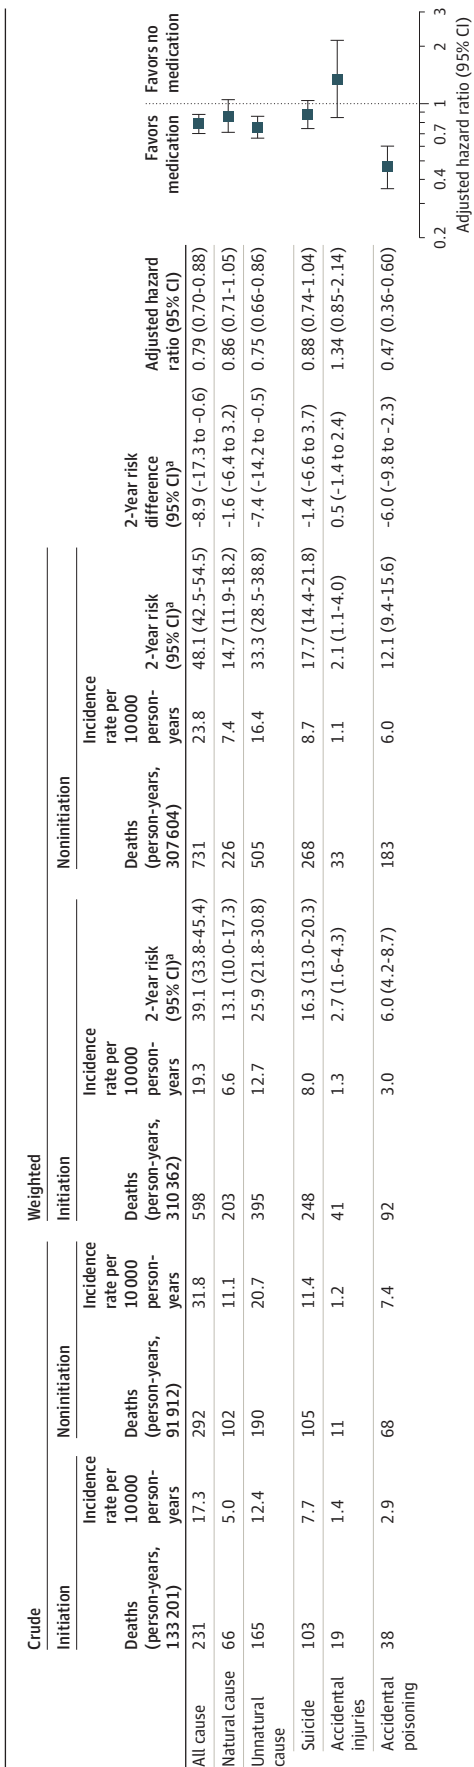 Crude
Weighted
Initiation
Noninitiation
Initiation
Noninitiation
Deaths (person-years, 133 201)
Incidence rate per 10 000 person-years
Deaths (person-years, 91 912)
Incidence rate per 10 000 person-years
Deaths (person-years, 310 362)
Incidence rate per 10 000 person-years
2-Year risk (95% CI)a
Deaths (person-years, 307 604)
Incidence rate per 10 000 person-years
2-Year risk (95% CI)a
2-Year risk difference (95% CI)a
Adjusted hazard ratio (95% CI)
Favors medication
Favors no medication
All cause 231 17.3 292 31.8 598 19.3 39.1 (33.8-45.4) 731 23.8 48.1 (42.5-54.5) -8.9 (-17.3 to -0.6) 0.79 (0.70-0.88)
Natural cause 66 5.0 102 11.1 203 6.6 13.1 (10.0-17.3) 226 7.4 14.7 (11.9-18.2) -1.6 (-6.4 to 3.2) 0.86 (0.71-1.05)
Unnatural cause 165 12.4 190 20.7 395 12.7 25.9 (21.8-30.8) 505 16.4 33.3 (28.5-38.8) -7.4 (-14.2 to -0.5) 0.75 (0.66-0.86)
Suicide 103 7.7 105 11.4 248 8.0 16.3 (13.0-20.3) 268 8.7 17.7 (14.4-21.8) -1.4 (-6.6 to 3.7) 0.88 (0.74-1.04)
Accidental injuries 19 1.4 11 1.2 41 1.3 2.7 (1.6-4.3) 33 1.1 2.1 (1.1-4.0) 0.5 (-1.4 to 2.4) 1.34 (0.85-2.14)
Accidental poisoning 38 2.9 68 7.4 92 3.0 6.0 (4.2-8.7) 183 6.0 12.1 (9.4-15.6) -6.0 (-9.8 to -2.3) 0.47 (0.36-0.60)
0.2 0.4 0.7 1 2 3
Adjusted hazard ratio (95% CI)